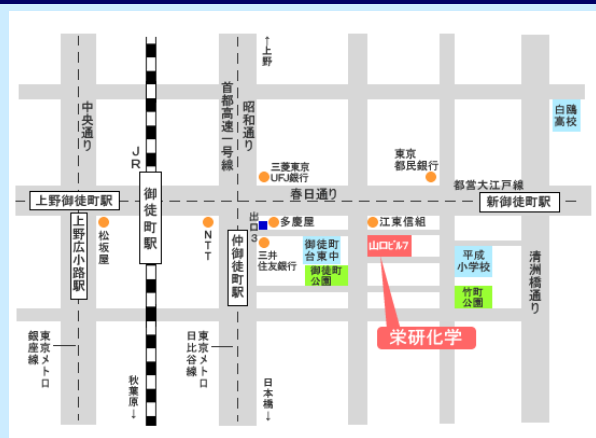 ↑上野
中央通り
首都高速一号線
昭和通り
白鴎
高校
JR
三菱東京
UFJ銀行
東京
都民銀行
春日通り
都営大江戸線
上野御徒町駅
御徒町駅
新御徒町駅
上野広小路駅
松坂屋
NTT
仲御徒町駅
出口3
多慶屋
江東信組
三井
住友銀行
御徒町
台東中
御徒町
公園
山口ビル7
平成
小学校
竹町
公園
清洲橋通り
栄研化学
東京メトロ
銀座線
東京メトロ
日比谷線
秋葉原↓
日本橋↓